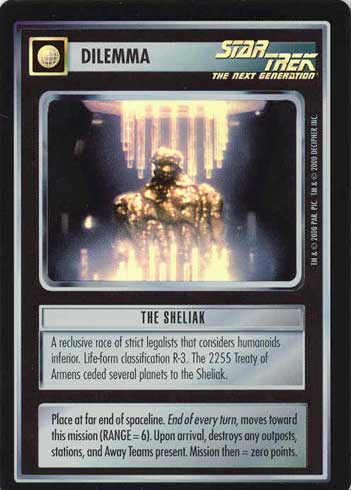 DILEMMA
STAR TREK
THE NEXT GENERATION®
TM & © 2000 PAR. PIC. TM & © 2000 DECIPHER INC.
THE SHELIAK
A reclusive race of strict legalists that considers humanoids
inferior. Life-form classification R-3. The 2255 Treaty of
Armens ceded several planets to the Sheliak.
Place at far end of spaceline. End of every turn, moves toward
this mission (RANGE = 6). Upon arrival, destroys any outposts,
stations, and Away Teams present. Mission then = zero points.